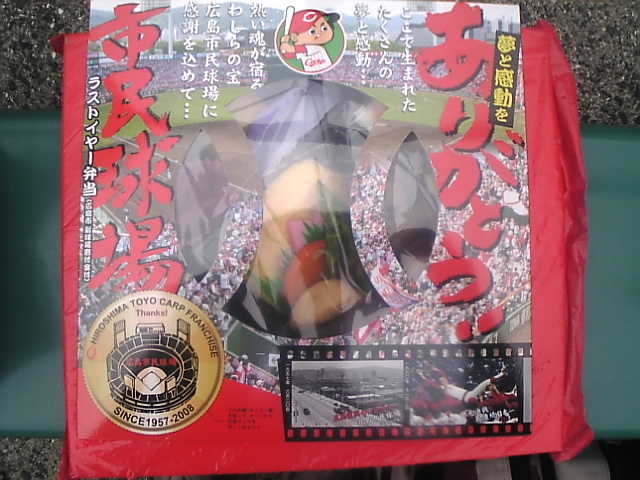 夢と感動を
ありがとう!!
ここで生まれた
たくさんの
夢と感動…
熱い魂が宿る
わしらの宝
広島市民球場に
感謝を込めて…
市民球場
ラストイヤー弁当
C
HIROSHIMA TOYO CARP FRANCHISE
Thanks!
広島市民球場
SINCE1957-2008